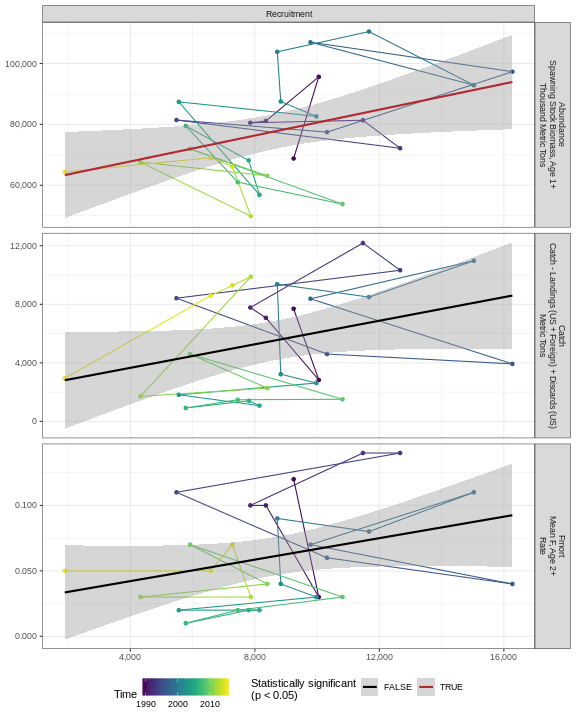 Recruitment
100,000
80,000
60,000
Abundance
Spawning Stock Biomass, Age 1+
Thousand Metric Tons
12,000
8,000
4,000
0
Catch
Catch - Landings (US + Foreign) + Discards (US)
Metric Tons
0.100
0.050
0.000
Fmort
Mean F, Age 2+
Rate
4,000
8,000
12,000
16,000
Time
1990
2000
2010
Statistically significant
(p < 0.05)
FALSE
TRUE